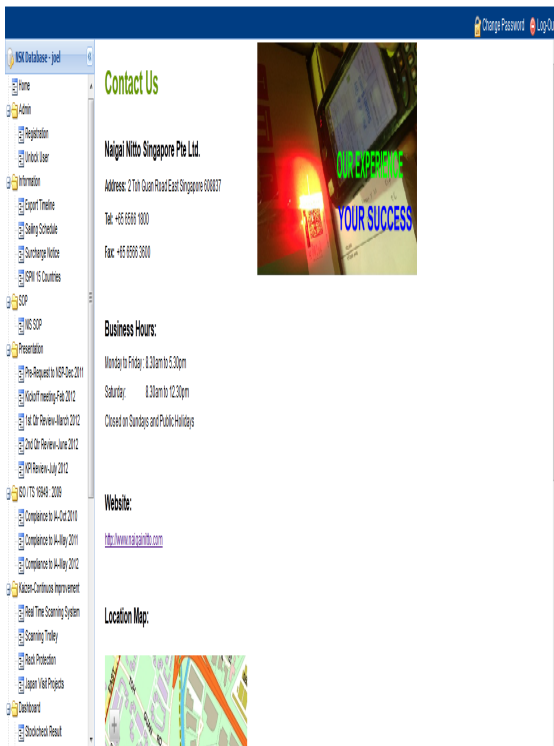 Change Password
Log-Out
NSK Database - joel
Home
Admin
Registration
Unlock User
Information
Export Timeline
Sailing Schedule
Surcharge Notice
ISPM 15 Countries
SOP
NIS SOP
Presentation
Pre-Request to NSP-Dec 2011
Kickoff meeting-Feb 2012
1st Qtr Review-March 2012
2nd Qtr Review-June 2012
KPI Review-July 2012
ISO / TS 16949 : 2009
Complaince to IA-Oct 2010
Complaince to IA-May 2011
Compliance to IA-May 2012
Kaizen-Continuos Improvement
Real Time Scanning System
Scanning Trolley
Rack Protection
Japan Visit Projects
Dashboard
Stockcheck Result
Contact Us
Naigai Nitto Singapore Pte Ltd.
Address: 2 Toh Guan Road East Singapore 608837
Tel: +65 6566 1800
Fax: +65 6566 3600
OUR EXPERIENCE
YOUR SUCCESS
Business Hours:
Monday to Friday : 8.30am to 5.30pm
Saturday: 8.30am to 12.30pm
Closed on Sundays and Public Holidays
Website:
http://www.naigainitto.com
Location Map: